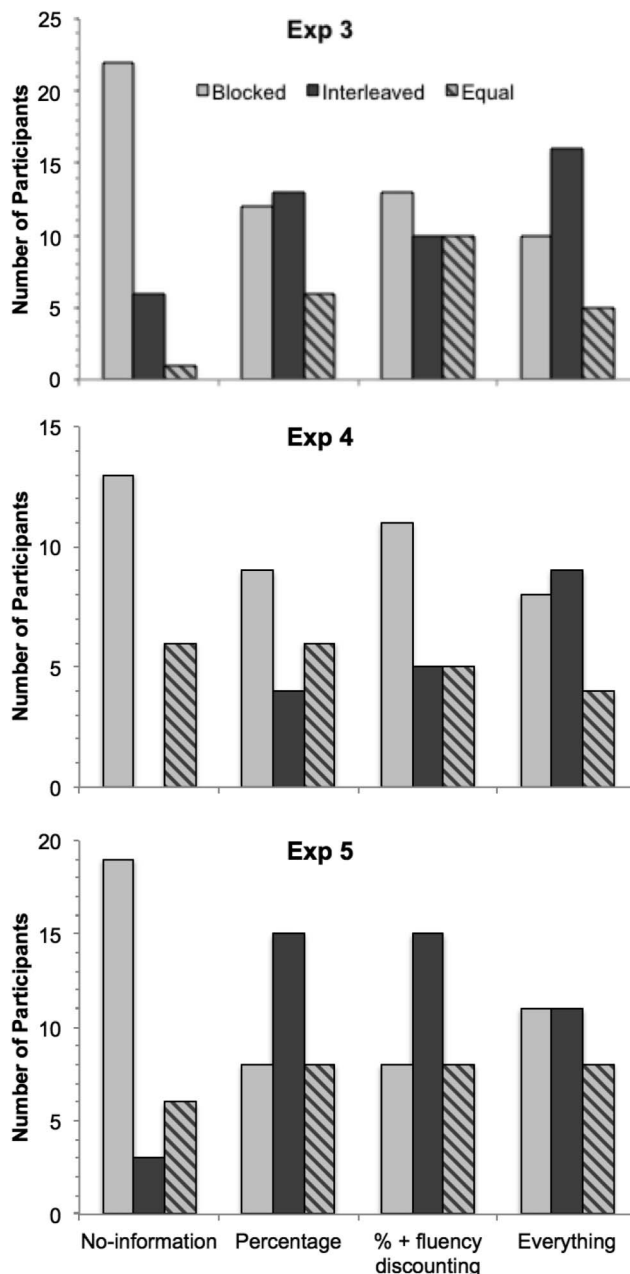 Exp 3
Blocked Interleaved Equal
Number of Participants
25
20
15
10
5
0
Exp 4
Number of Participants
15
10
5
0
Exp 5
Number of Participants
20
15
10
5
0
No-information Percentage % + fluency discounting Everything